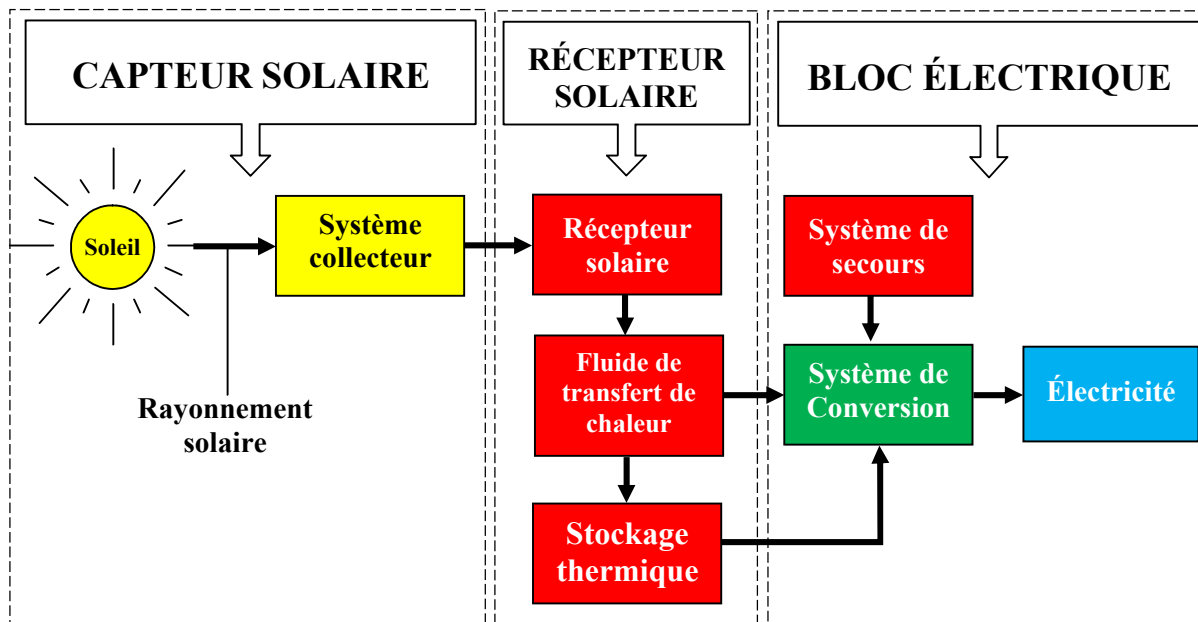 CAPTEUR SOLAIRE
RÉCEPTEUR
SOLAIRE
BLOC ÉLECTRIQUE
Soleil
Système
collecteur
Rayonnement
solaire
Récepteur
solaire
Fluide de
transfert de
chaleur
Stockage
thermique
Système de
secours
Système de
Conversion
Électricité